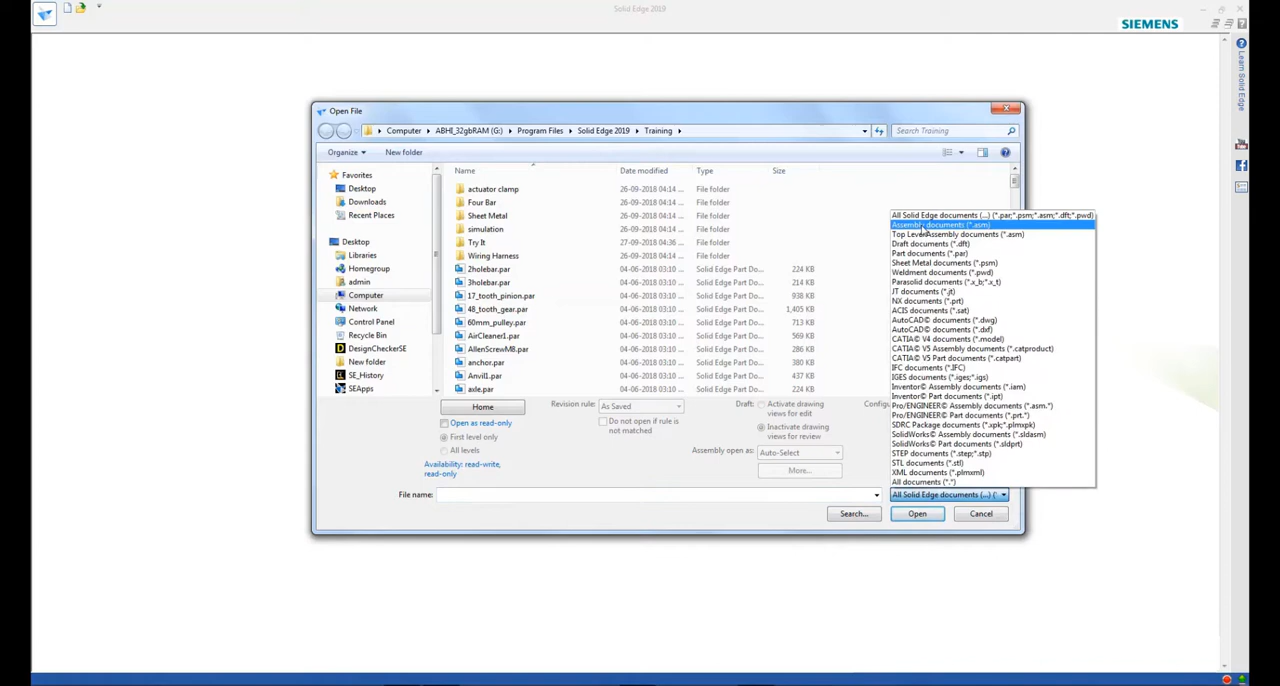 Solid Edge 2019
SIEMENS
Learn Solid Edge
Open File
Computer ABHI_32gbRAM (G:) Program Files Solid Edge 2019 Training
Search Training
Organize New folder
Favorites
Desktop
Downloads
Recent Places
Desktop
Libraries
Homegroup
admin
Computer
Network
Control Panel
Recycle Bin
DesignCheckerSE
New folder
SE_History
SEApps
Name Date modified Type Size
actuator clamp 26-09-2018 04:14 ... File folder
Four Bar 26-09-2018 04:14 ... File folder
Sheet Metal 26-09-2018 04:14 ... File folder
simulation 26-09-2018 04:14 ... File folder
Try It 27-09-2018 04:36 ... File folder
Wiring Harness 26-09-2018 04:14 ... File folder
2holebar.par 04-06-2018 03:10 ... Solid Edge Part Do... 224 KB
3holebar.par 04-06-2018 03:10 ... Solid Edge Part Do... 214 KB
17_tooth_pinion.par 04-06-2018 03:10 ... Solid Edge Part Do... 938 KB
48_tooth_gear.par 04-06-2018 03:10 ... Solid Edge Part Do... 1,405 KB
60mm_pulley.par 04-06-2018 03:10 ... Solid Edge Part Do... 713 KB
AirCleaner1.par 04-06-2018 03:10 ... Solid Edge Part Do... 569 KB
AllenScrewM8.par 04-06-2018 03:10 ... Solid Edge Part Do... 286 KB
anchor.par 04-06-2018 03:10 ... Solid Edge Part Do... 380 KB
Anvil1.par 04-06-2018 03:10 ... Solid Edge Part Do... 437 KB
axle.par 04-06-2018 03:10 ... Solid Edge Part Do... 224 KB
All Solid Edge documents (...) (*.par;*.psm;*.asm;*.dft;*.pwd)
Assembly documents (*.asm)
Top Level Assembly documents (*.asm)
Draft documents (*.dft)
Part documents (*.par)
Sheet Metal documents (*.psm)
Weldment documents (*.pwd)
Parasolid documents (*.x_b;*.x_t)
JT documents (*.jt)
NX documents (*.prt)
ACIS documents (*.sat)
AutoCAD© documents (*.dwg)
AutoCAD© documents (*.dxf)
CATIA© V4 documents (*.model)
CATIA© V5 Assembly documents (*.catproduct)
CATIA© V5 Part documents (*.catpart)
IFC documents (*.IFC)
IGES documents (*.iges;*.igs)
Inventor© Assembly documents (*.iam)
Inventor© Part documents (*.ipt)
Pro/ENGINEER© Assembly documents (*.asm.*)
Pro/ENGINEER© Part documents (*.prt.*)
SDRC Package documents (*.xpk;*.plmxpk)
SolidWorks© Assembly documents (*.sldasm)
SolidWorks© Part documents (*.sldprt)
STEP documents (*.step;*.stp)
STL documents (*.stl)
XML documents (*.plmxml)
All documents (*.*)
Home
Open as read-only
First level only
All levels
Availability: read-write,
read-only
Revision rule: As Saved
Do not open if rule is
not matched
Draft: Activate drawing
views for edit
Inactivate drawing
views for review
Assembly open as: Auto-Select
More...
Configu
File name: All Solid Edge documents (...) (
Search... Open Cancel